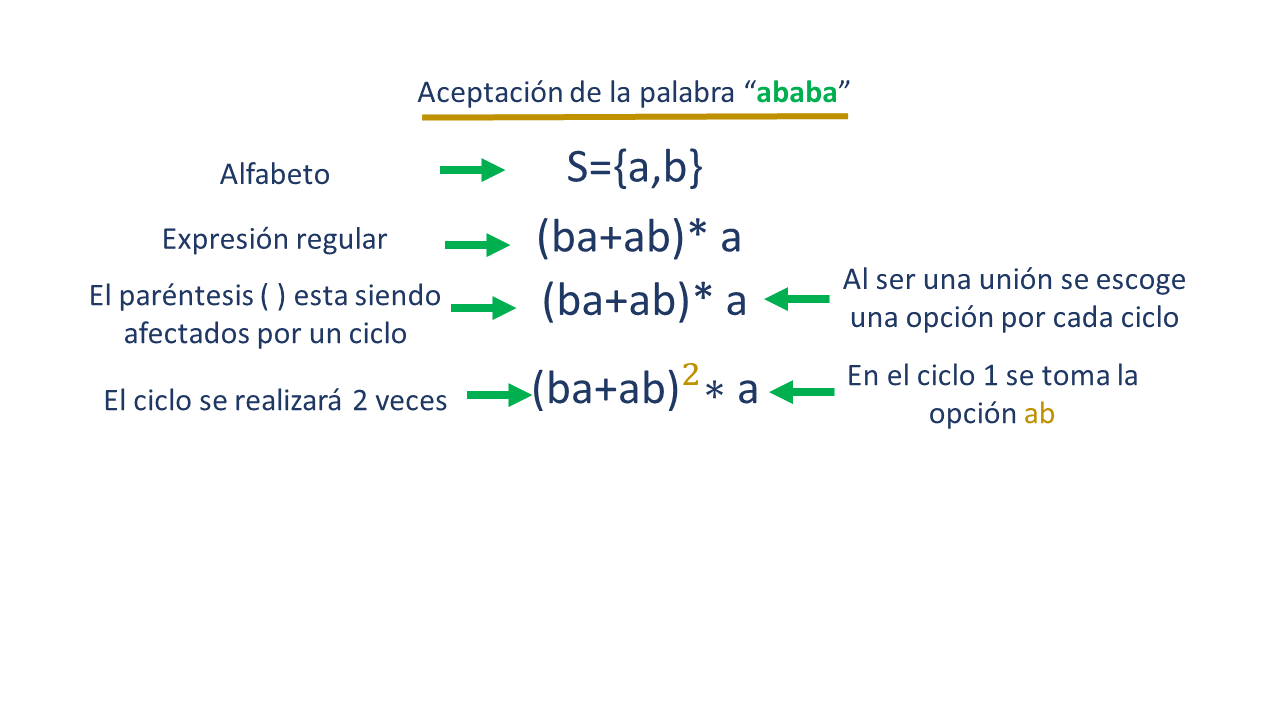 Aceptación de la palabra “ababa”
Alfabeto
S={a,b}
Expresión regular
(ba+ab)* a
El paréntesis ( ) esta siendo
afectados por un ciclo
(ba+ab)* a
Al ser una unión se escoge
una opción por cada ciclo
El ciclo se realizará 2 veces
(ba+ab)² ∗ a
En el ciclo 1 se toma la
opción ab